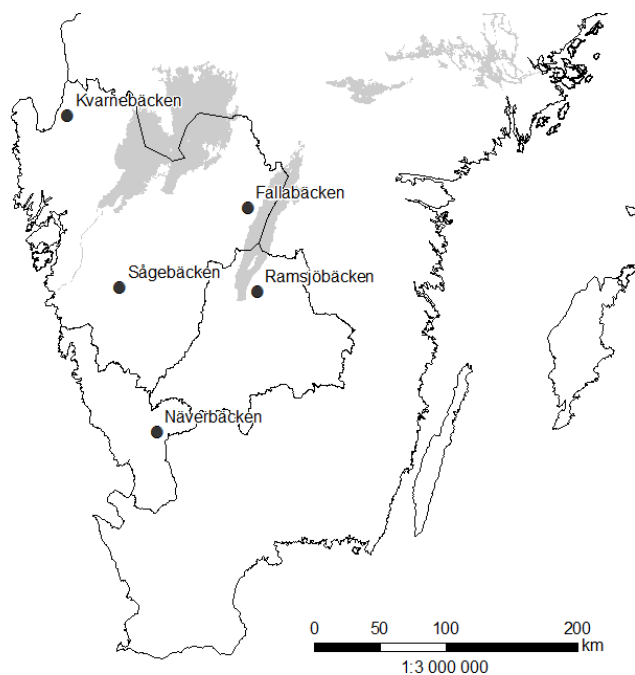 Kvarnebäcken
Fallabäcken
Sågebäcken
Ramsjöbäcken
Näverbäcken
0 50 100 200
km
1:3 000 000